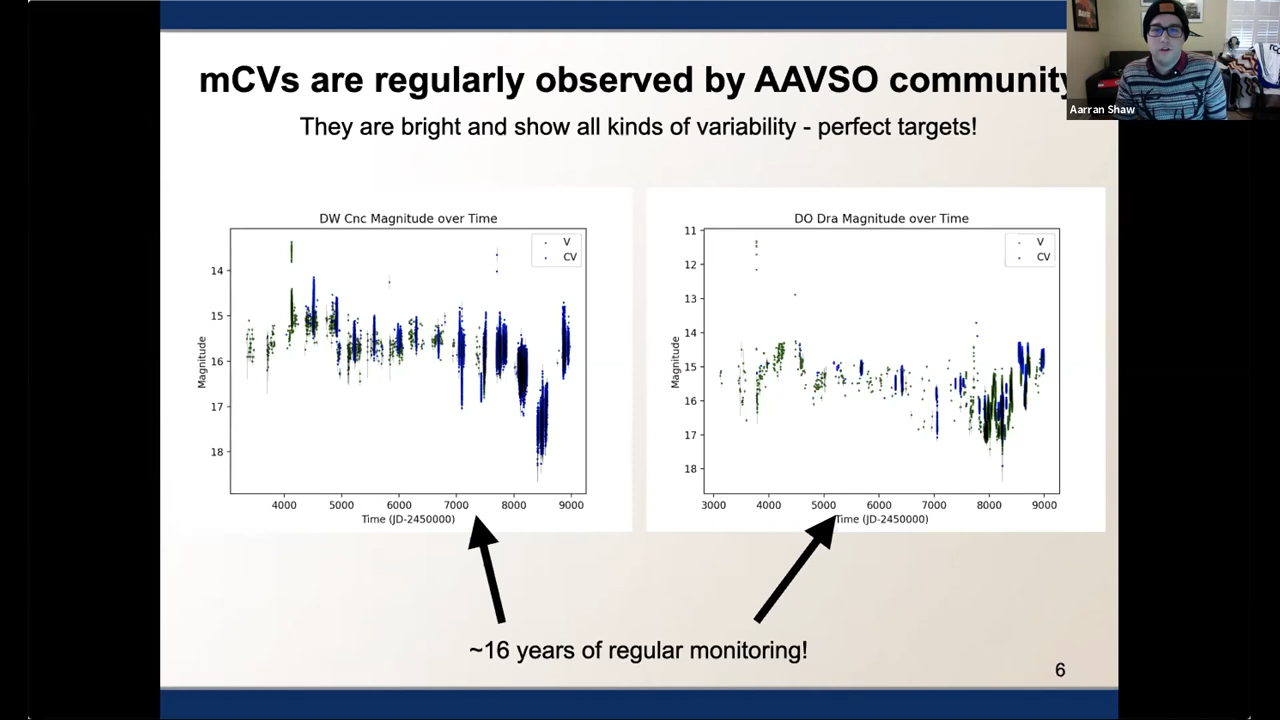 mCVs are regularly observed by AAVSO community
Aarran Shaw
They are bright and show all kinds of variability - perfect targets!
DW Cnc Magnitude over Time
V
CV
14
15
16
17
18
Magnitude
4000 5000 6000 7000 8000 9000
Time (JD-2450000)
DO Dra Magnitude over Time
V
CV
11
12
13
14
15
16
17
18
Magnitude
3000 4000 5000 6000 7000 8000 9000
Time (JD-2450000)
~16 years of regular monitoring!
6